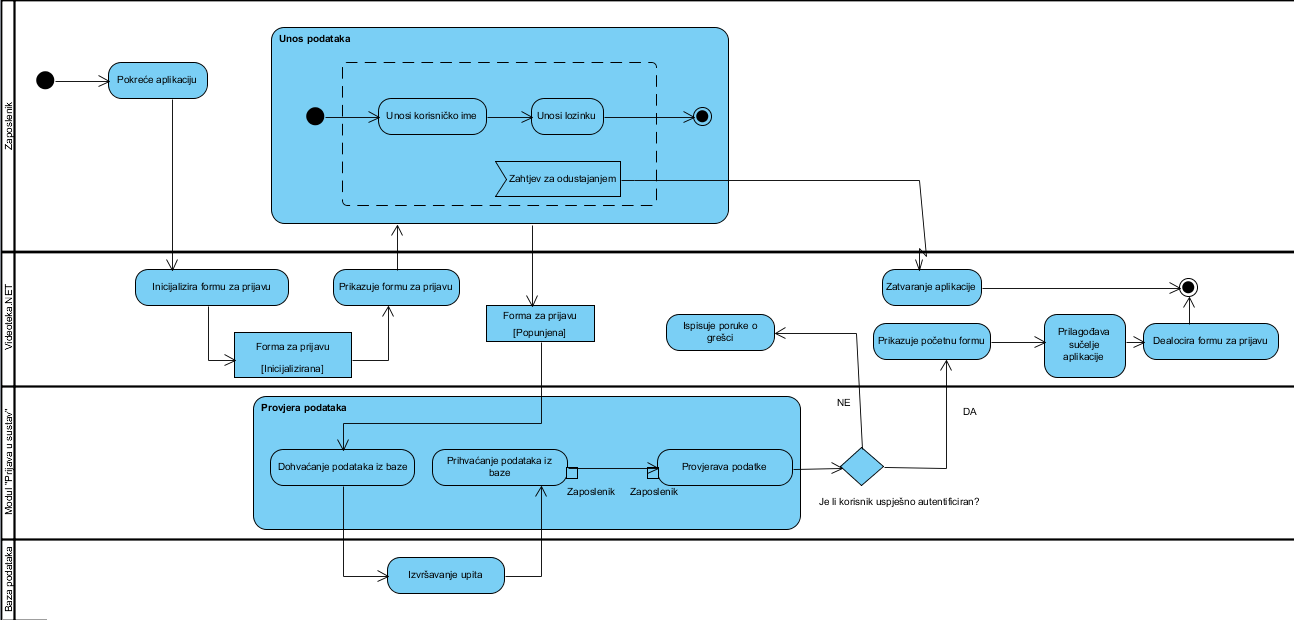 Zaposlenik
Unos podataka
Pokreće aplikaciju
Unosi korisničko ime
Unosi lozinku
Zahtjev za odustajanjem
Videoteka.NET
Inicijalizira formu za prijavu
Prikazuje formu za prijavu
Zatvaranje aplikacije
Forma za prijavu
[Popunjena]
Ispisuje poruke o
grešci
Prikazuje početnu formu
Prilagođava
sučelje
aplikacije
Dealocira formu za prijavu
Forma za prijavu
[Inicijalizirana]
Modul "Prijava u sustav"
Provjera podataka
NE
DA
Dohvaćanje podataka iz baze
Prihvaćanje podataka iz
baze
Provjerava podatke
Zaposlenik
Zaposlenik
Je li korisnik uspješno autentificiran?
Baza podataka
Izvršavanje upita